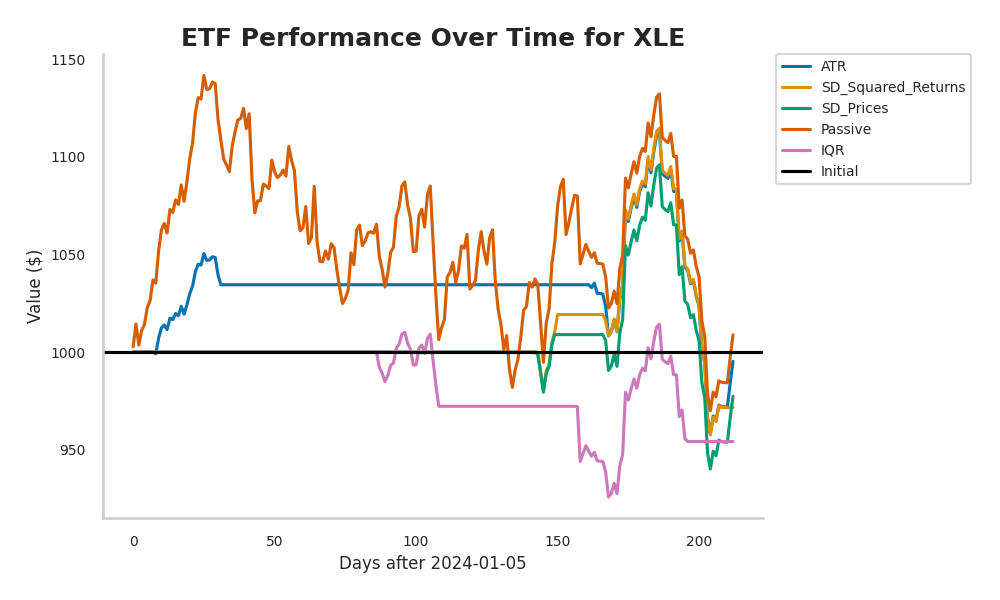 ETF Performance Over Time for XLE
1150
1100
1050
1000
950
Value ($)
0
50
100
150
200
Days after 2024-01-05
ATR
SD_Squared_Returns
SD_Prices
Passive
IQR
Initial